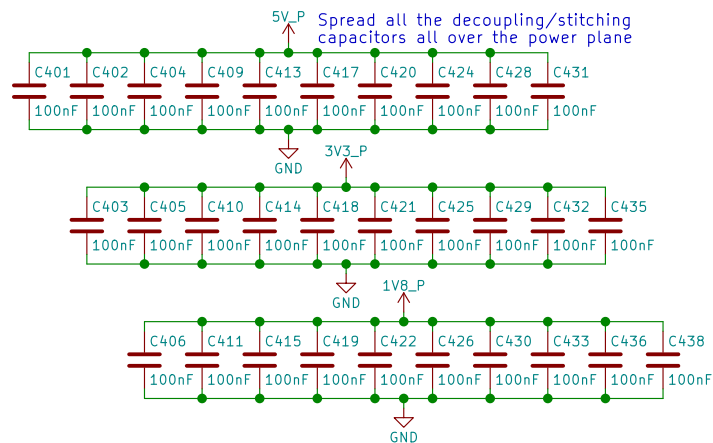 5V_P Spread all the decoupling/stitching
capacitors all over the power plane
C401 C402 C404 C409 C413 C417 C420 C424 C428 C431
100nF 100nF 100nF 100nF 100nF 100nF 100nF 100nF 100nF 100nF
GND
3V3_P
C403 C405 C410 C414 C418 C421 C425 C429 C432 C435
100nF 100nF 100nF 100nF 100nF 100nF 100nF 100nF 100nF 100nF
GND
1V8_P
C406 C411 C415 C419 C422 C426 C430 C433 C436 C438
100nF 100nF 100nF 100nF 100nF 100nF 100nF 100nF 100nF 100nF
GND